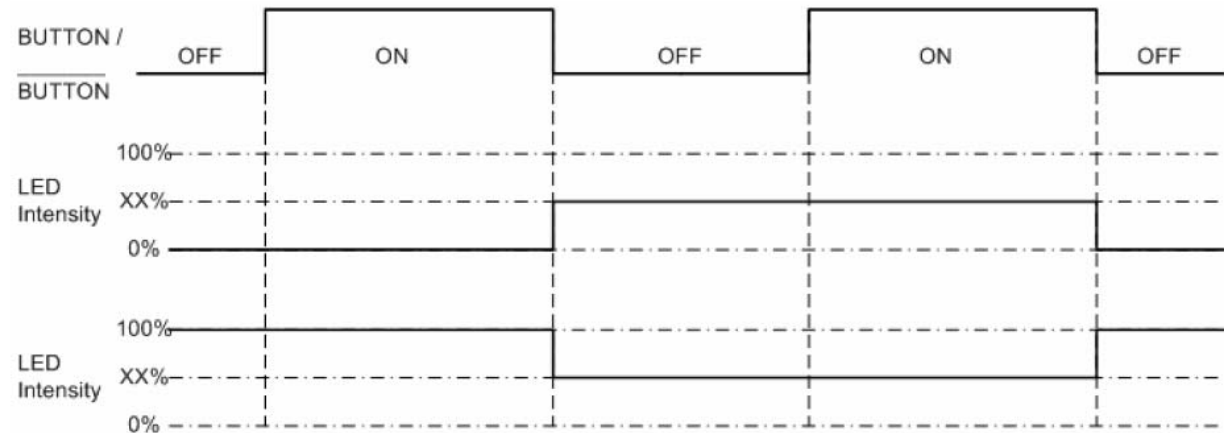 BUTTON /
BUTTON
OFF ON OFF ON OFF
100%
LED
Intensity
XX%
0%
100%
LED
Intensity
XX%
0%